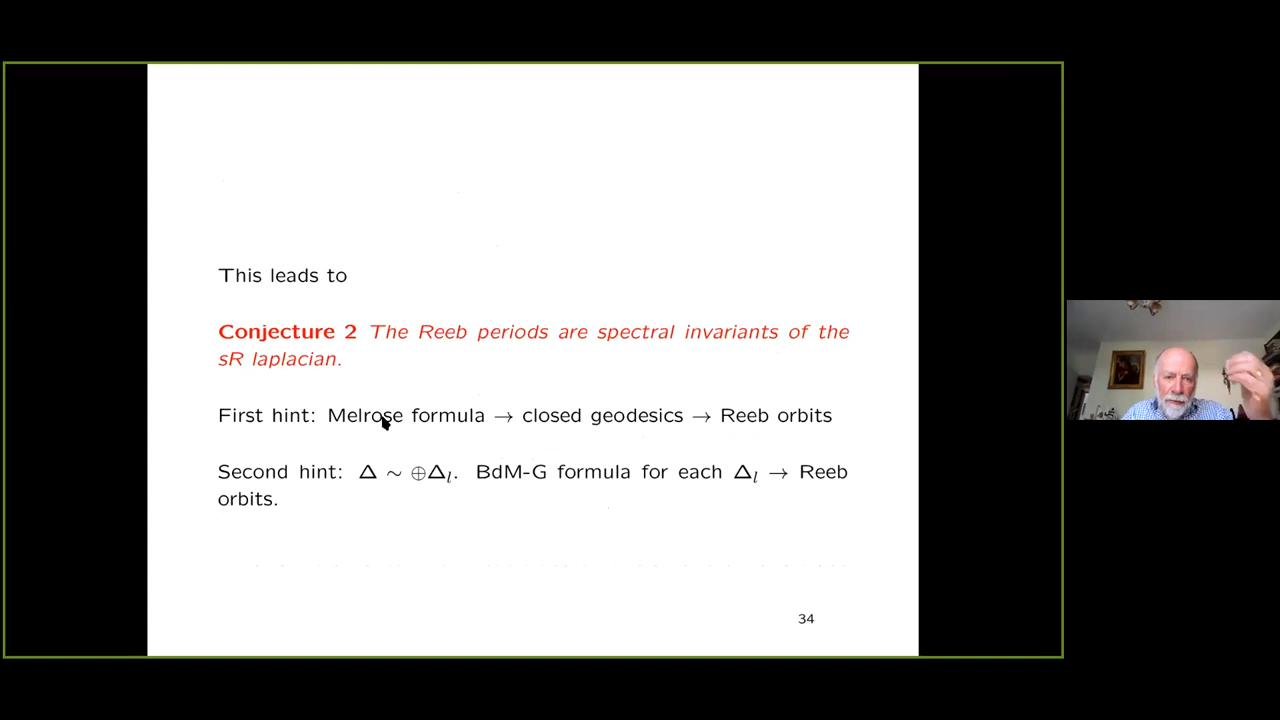 This leads to
Conjecture 2 The Reeb periods are spectral invariants of the
sR laplacian.
First hint: Melrose formula → closed geodesics → Reeb orbits
Second hint: Δ ∼ ⊕Δ_l. BdM-G formula for each Δ_l → Reeb
orbits.
34